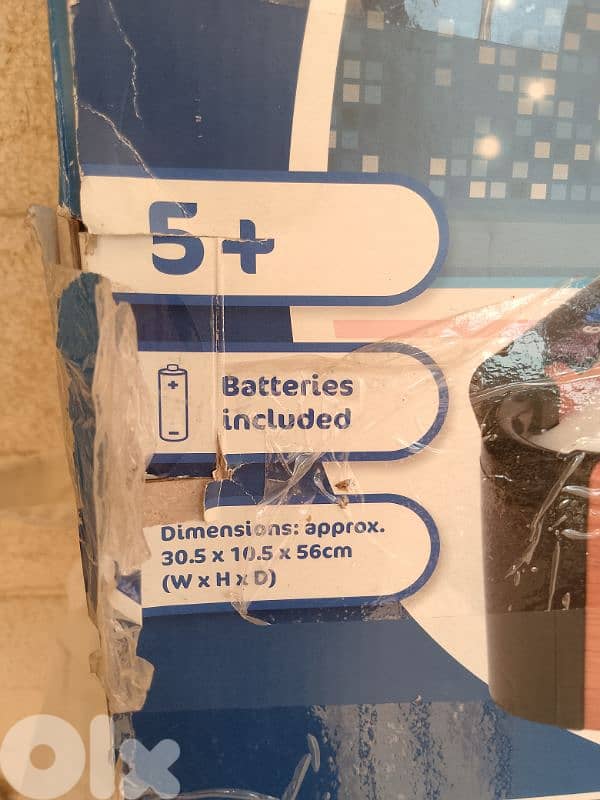 5+
Batteries
included
Dimensions: approx.
30.5 x 10.5 x 56cm
(W x H x D)
OLX